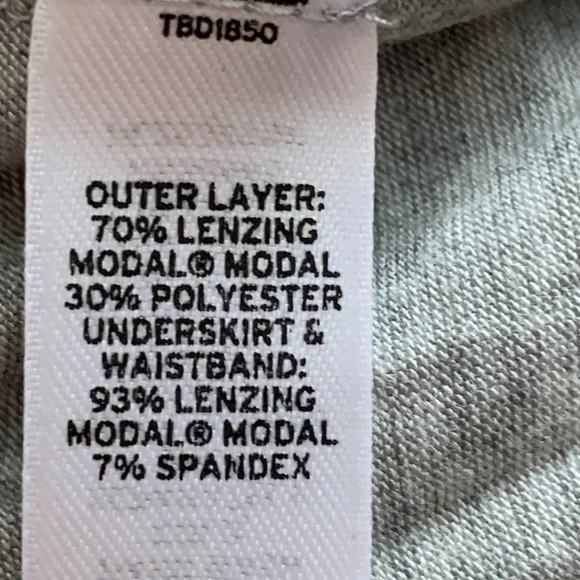 TBD1850
OUTER LAYER:
70% LENZING
MODAL® MODAL
30% POLYESTER
UNDERSKIRT &
WAISTBAND:
93% LENZING
MODAL® MODAL
7% SPANDEX